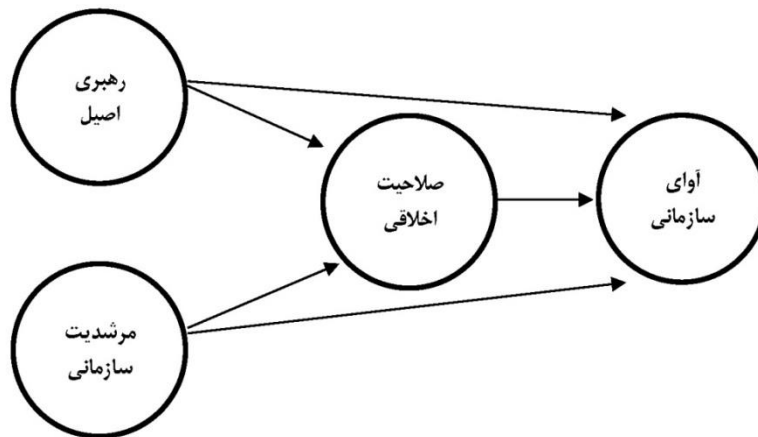 رهبری
اصیل
صلاحیت
اخلاقی
آوای
سازمانی
مرشدیت
سازمانی